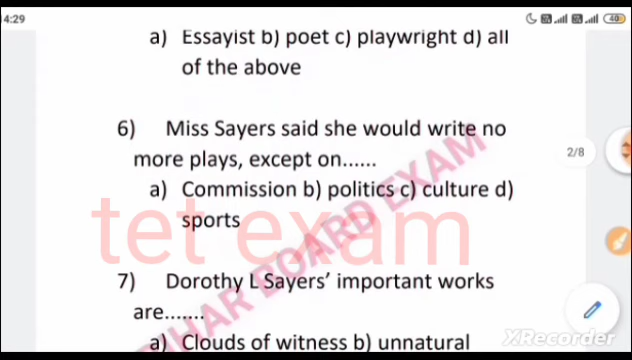 4:29
40
a) Essayist b) poet c) playwright d) all
of the above
6) Miss Sayers said she would write no
more plays, except on......
2/8
a) Commission b) politics c) culture d)
sports
tet exam
BIHAR BOARD EXAM
7) Dorothy L Sayers’ important works
are.......
a) Clouds of witness b) unnatural
XRecorder